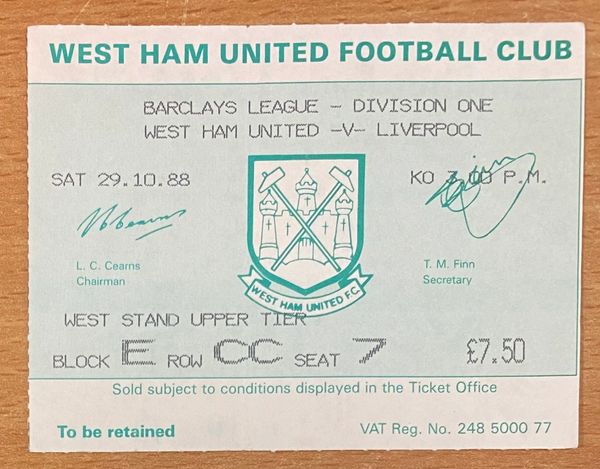 WEST HAM UNITED FOOTBALL CLUB
BARCLAYS LEAGUE - DIVISION ONE
WEST HAM UNITED -V- LIVERPOOL
SAT 29.10.88 KO 3.00 P.M.
L. C. Cearns T. M. Finn
Chairman Secretary
WEST HAM UNITED F.C.
WEST STAND UPPER TIER
BLOCK E ROW CC SEAT 7 £7.50
Sold subject to conditions displayed in the Ticket Office
To be retained VAT Reg. No. 248 5000 77